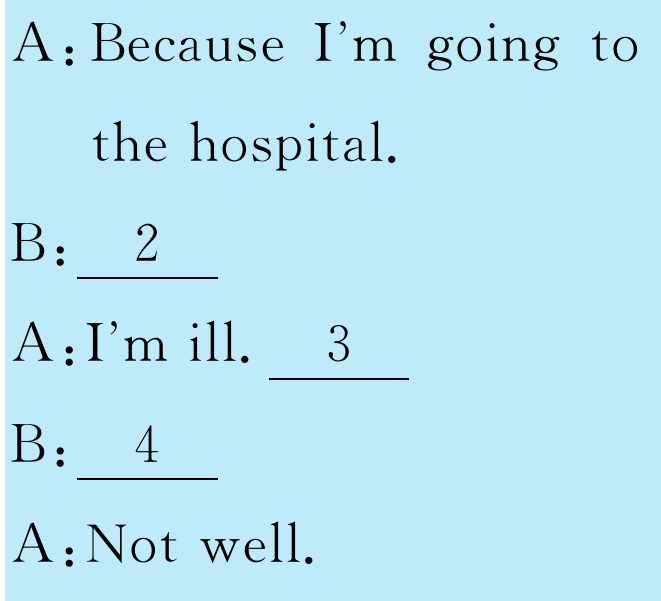 A:Because I'm going to
the hospital.
B: 2
A:I'm ill. 3
B: 4
A:Not well.